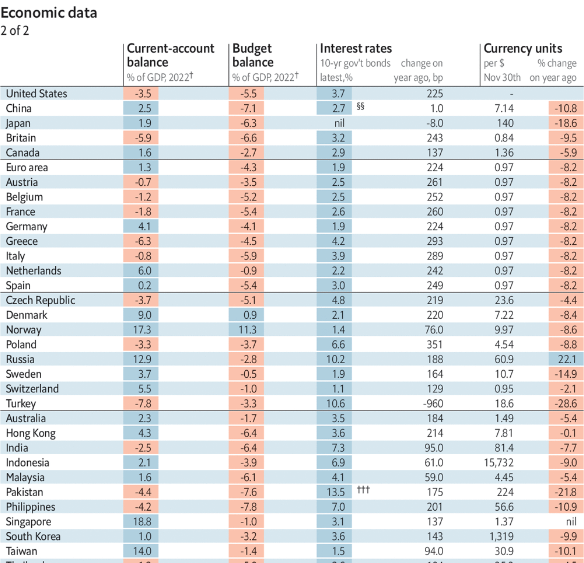 Economic data
2 of 2
Current-account Budget Interest rates Currency units
balance balance 10-yr gov't bonds change on per $ % change
% of GDP, 2022† % of GDP, 2022† latest,% year ago, bp Nov 30th on year ago
United States -3.5 -5.5 3.7 225 -
China 2.5 -7.1 2.7 §§ 1.0 7.14 -10.8
Japan 1.9 -6.3 nil -8.0 140 -18.6
Britain -5.9 -6.6 3.2 243 0.84 -9.5
Canada 1.6 -2.7 2.9 137 1.36 -5.9
Euro area 1.3 -4.3 1.9 224 0.97 -8.2
Austria -0.7 -3.5 2.5 261 0.97 -8.2
Belgium -1.2 -5.2 2.5 252 0.97 -8.2
France -1.8 -5.4 2.6 260 0.97 -8.2
Germany 4.1 -4.1 1.9 224 0.97 -8.2
Greece -6.3 -4.5 4.2 293 0.97 -8.2
Italy -0.8 -5.9 3.9 289 0.97 -8.2
Netherlands 6.0 -0.9 2.2 242 0.97 -8.2
Spain 0.2 -5.4 3.0 249 0.97 -8.2
Czech Republic -3.7 -5.1 4.8 219 23.6 -4.4
Denmark 9.0 0.9 2.1 220 7.22 -8.4
Norway 17.3 11.3 1.4 76.0 9.97 -8.6
Poland -3.3 -3.7 6.6 351 4.54 -8.8
Russia 12.9 -2.8 10.2 188 60.9 22.1
Sweden 3.7 -0.5 1.9 164 10.7 -14.9
Switzerland 5.5 -1.0 1.1 129 0.95 -2.1
Turkey -7.8 -3.3 10.6 -960 18.6 -28.6
Australia 2.3 -1.7 3.5 184 1.49 -5.4
Hong Kong 4.3 -6.4 3.6 214 7.81 -0.1
India -2.5 -6.4 7.3 95.0 81.4 -7.7
Indonesia 2.1 -3.9 6.9 61.0 15,732 -9.0
Malaysia 1.6 -6.1 4.1 59.0 4.45 -5.4
Pakistan -4.4 -7.6 13.5 ††† 175 224 -21.8
Philippines -4.2 -7.8 7.0 201 56.6 -10.9
Singapore 18.8 -1.0 3.1 137 1.37 nil
South Korea 1.0 -3.2 3.6 143 1,319 -9.9
Taiwan 14.0 -1.4 1.5 94.0 30.9 -10.1